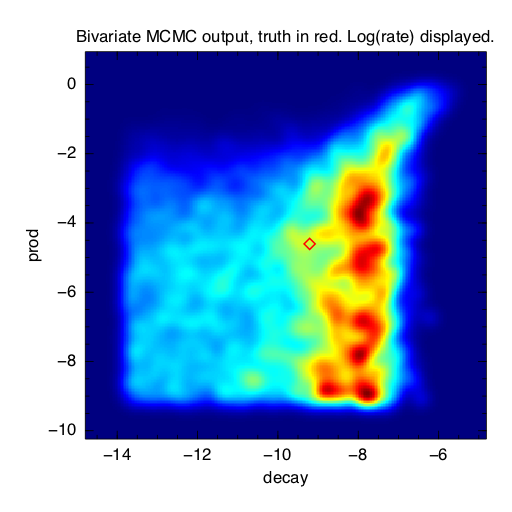 Bivariate MCMC output, truth in red. Log(rate) displayed.
0
−2
−4
−6
−8
−10
prod
−14 −12 −10 −8 −6
decay